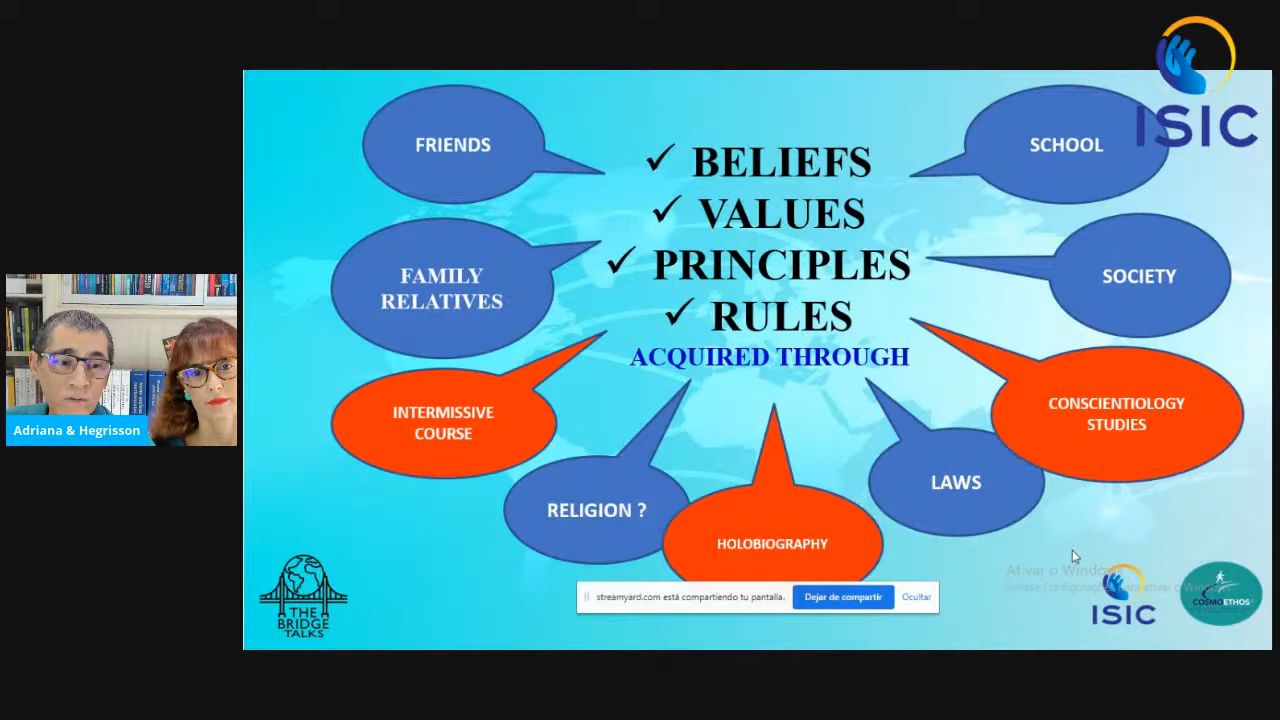 ISIC
FRIENDS
SCHOOL
✓ BELIEFS
✓ VALUES
✓ PRINCIPLES
✓ RULES
ACQUIRED THROUGH
FAMILY
RELATIVES
SOCIETY
INTERMISSIVE
COURSE
CONSCIENTIOLOGY
STUDIES
RELIGION ?
HOLOBIOGRAPHY
LAWS
Adriana & Hegrisson
THE
BRIDGE
TALKS
streamyard.com está compartiendo tu pantalla.
Dejar de compartir
Ocultar
Ativar o Windows
ISIC
COSMOETHOS